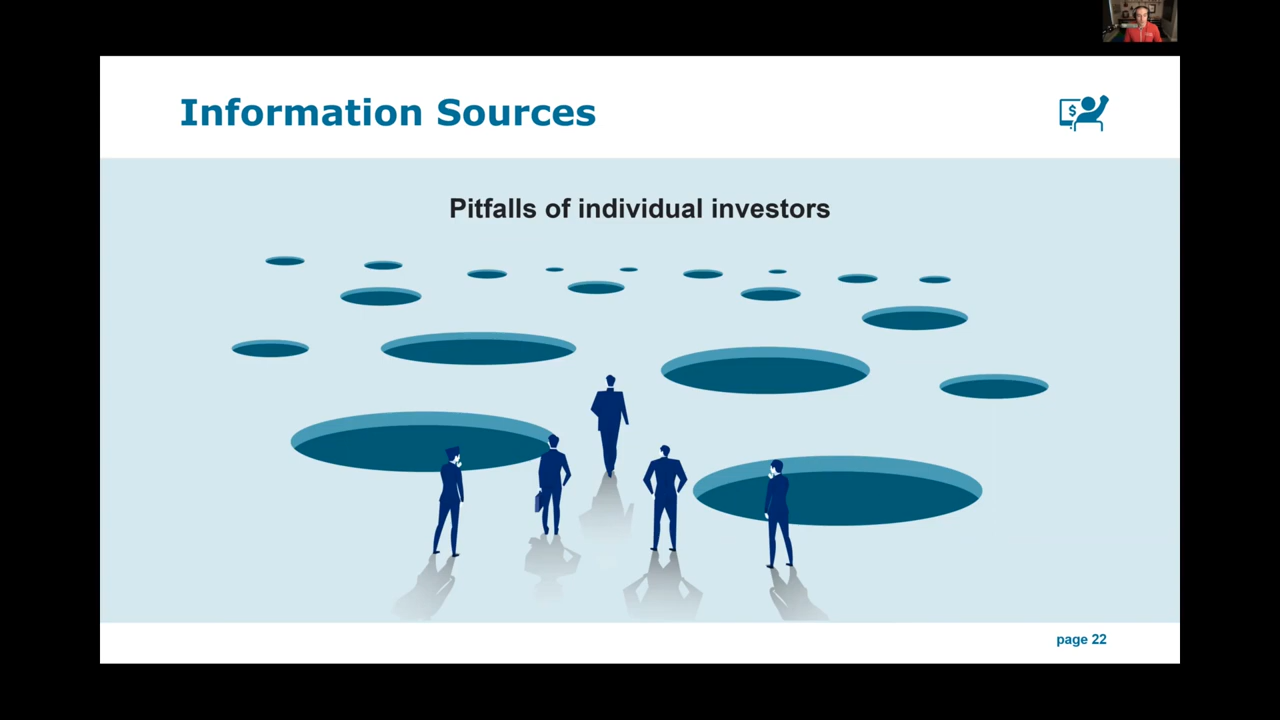 Information Sources
$
Pitfalls of individual investors
page 22